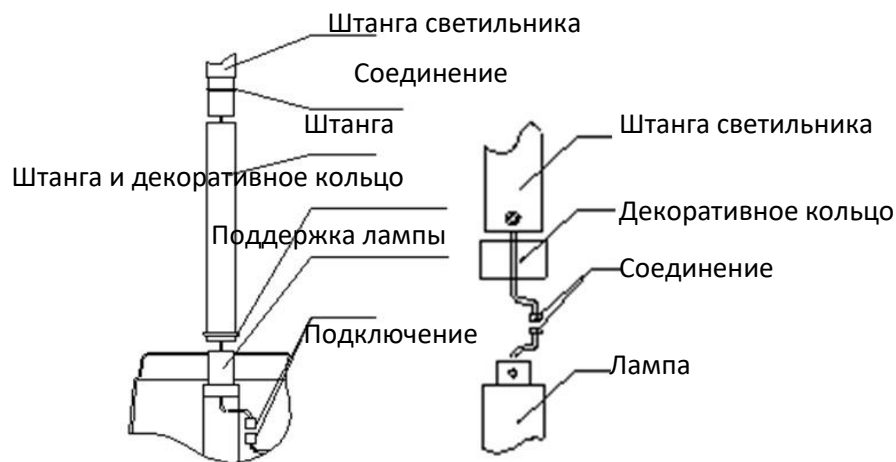 Штанга светильника
Соединение
Штанга
Штанга и декоративное кольцо
Поддержка лампы
Подключение
Штанга светильника
Декоративное кольцо
Соединение
Лампа